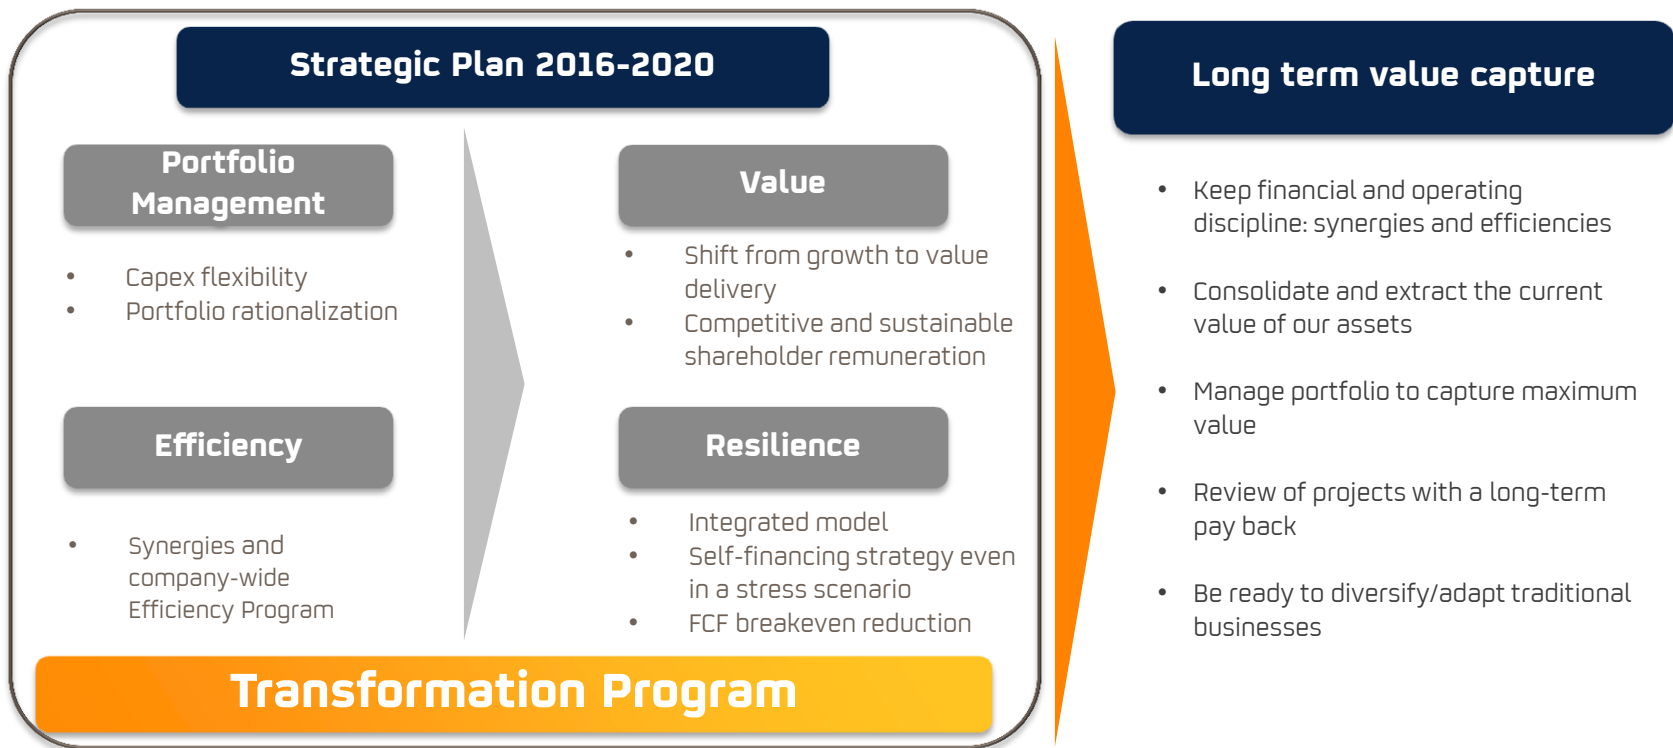 Strategic Plan 2016-2020
Portfolio
Management
• Capex flexibility
• Portfolio rationalization
Efficiency
• Synergies and
company-wide
Efficiency Program
Value
• Shift from growth to value
delivery
• Competitive and sustainable
shareholder remuneration
Resilience
• Integrated model
• Self-financing strategy even
in a stress scenario
• FCF breakeven reduction
Transformation Program
Long term value capture
• Keep financial and operating
discipline: synergies and efficiencies
• Consolidate and extract the current
value of our assets
• Manage portfolio to capture maximum
value
• Review of projects with a long-term
pay back
• Be ready to diversify/adapt traditional
businesses